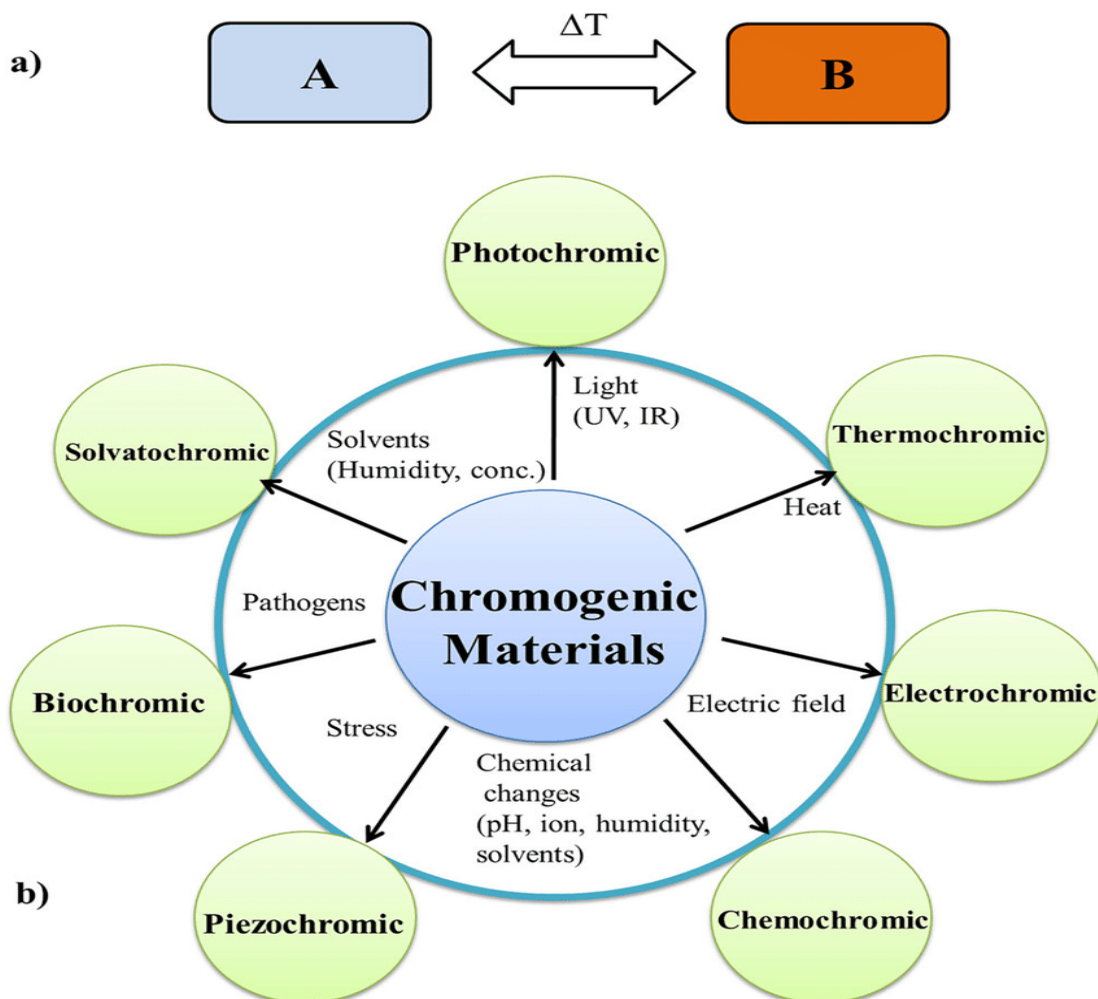 a)
A
ΔT
B
Photochromic
Light
(UV, IR)
Solvatochromic
Solvents
(Humidity, conc.)
Thermochromic
Heat
Chromogenic
Materials
Pathogens
Biochromic
Electric field
Electrochromic
Stress
Chemical
changes
(pH, ion, humidity,
solvents)
b)
Piezochromic
Chemochromic